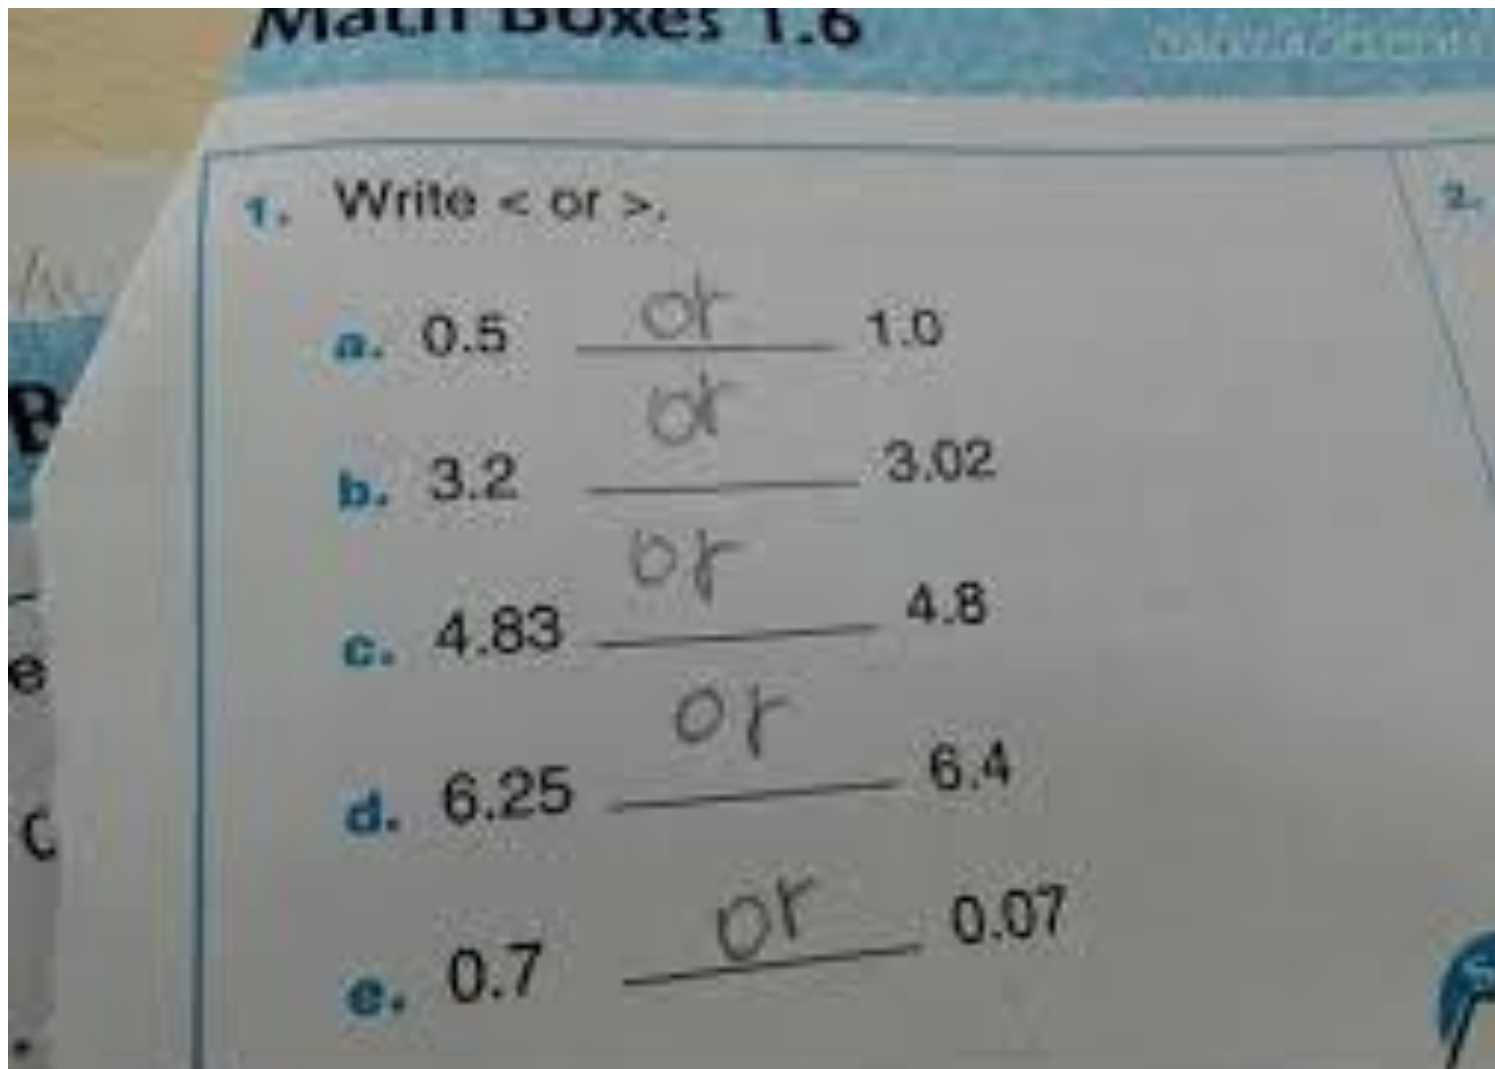 Math Boxes 1.6
1. Write < or >.
a. 0.5 or 1.0
b. 3.2 or 3.02
c. 4.83 or 4.8
d. 6.25 or 6.4
e. 0.7 or 0.07
2.
B
e